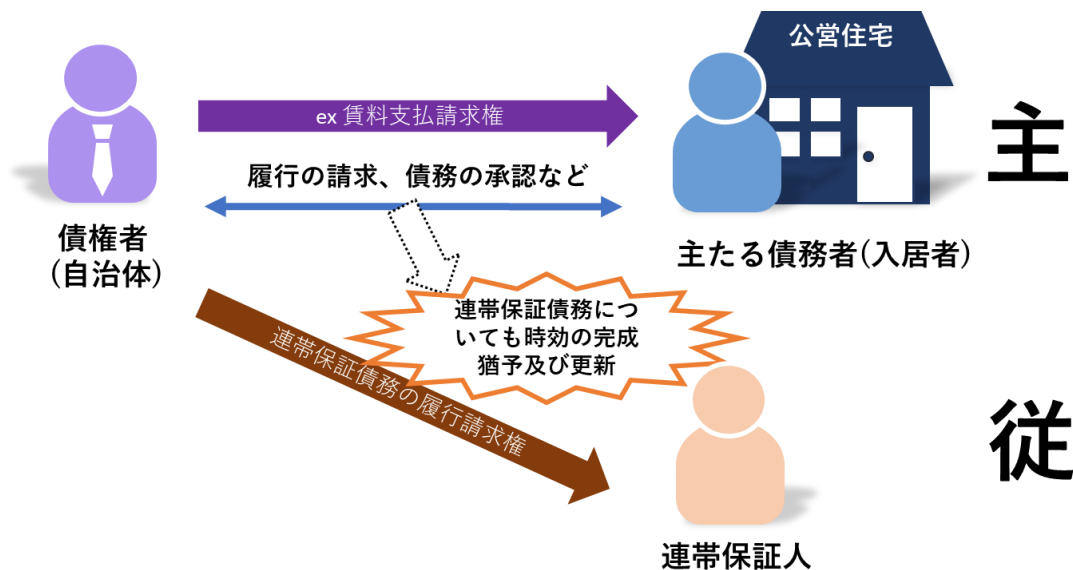 公営住宅
ex 賃料支払請求権
主
履行の請求、債務の承認など
債権者
(自治体)
主たる債務者(入居者)
連帯保証債務につ
いても時効の完成
猶予及び更新
連帯保証債務の履行請求権
従
連帯保証人